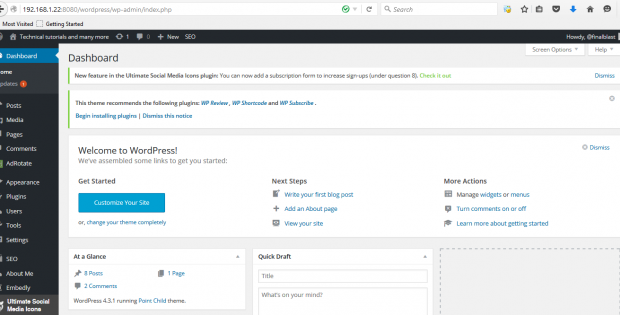 192.168.1.22:8080/wordpress/wp-admin/index.php
Search
Most Visited Getting Started
Technical tutorials and many more 1 0 New SEO Howdy, @finalblast
Screen Options Help
Dashboard
Dashboard
Home
Updates 1
Posts
Media
Pages
Comments
AdRotate
Appearance
Plugins
Users
Tools
Settings
SEO
About Me
Embedly
Ultimate Social
Media Icons
New feature in the Ultimate Social Media Icons plugin: You can now add a subscription form to increase sign-ups (under question 8). Check it out Dismiss
This theme recommends the following plugins: WP Review, WP Shortcode and WP Subscribe.
Begin installing plugins | Dismiss this notice
Welcome to WordPress! Dismiss
We've assembled some links to get you started:
Get Started
Customize Your Site
or, change your theme completely
Next Steps
Write your first blog post
Add an About page
View your site
More Actions
Manage widgets or menus
Turn comments on or off
Learn more about getting started
At a Glance
8 Posts 1 Page
2 Comments
WordPress 4.3.1 running Point Child theme.
Quick Draft
Title
What's on your mind?